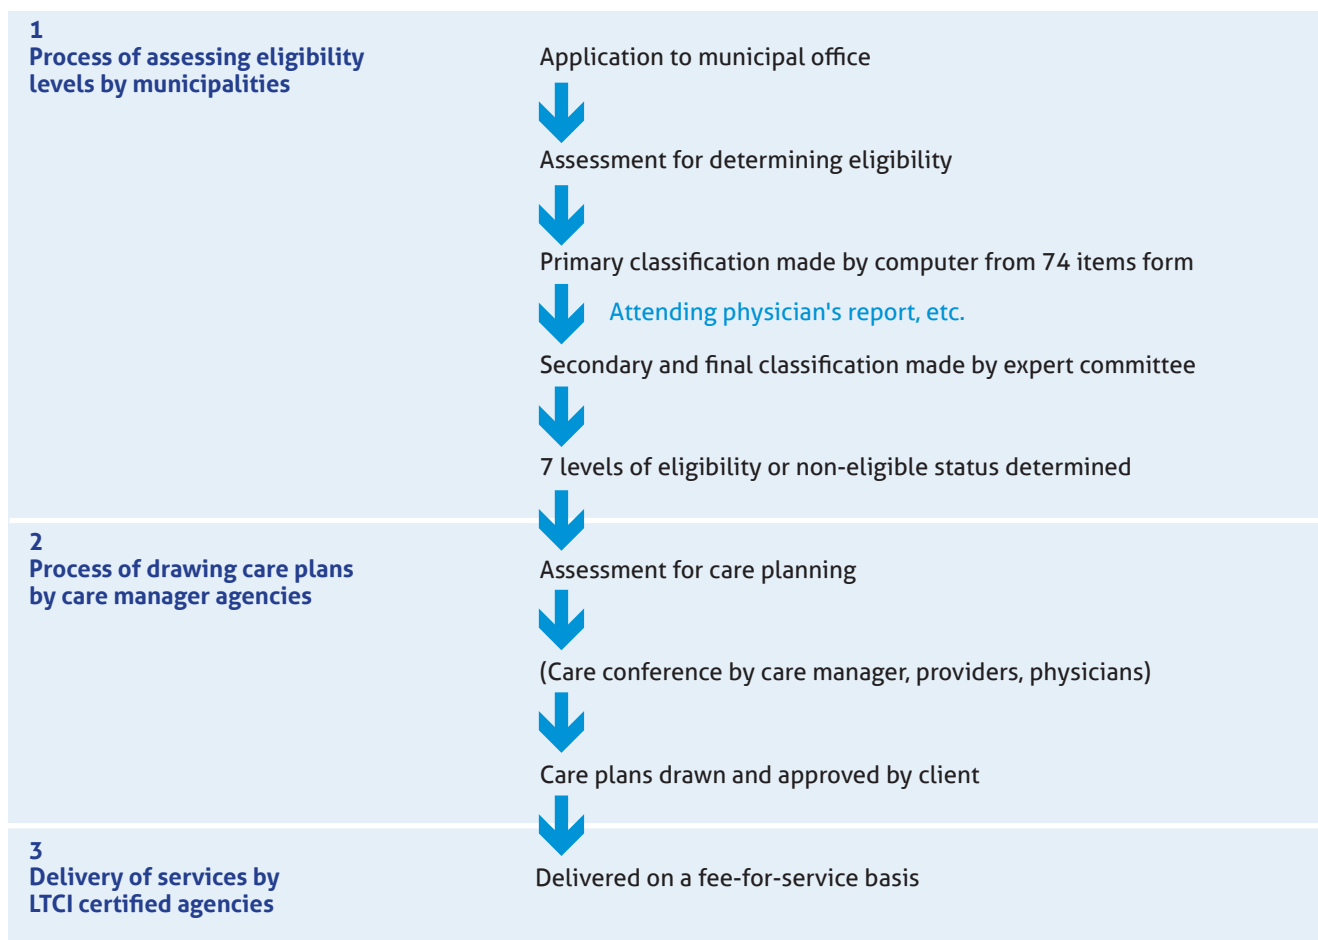 1
Process of assessing eligibility
levels by municipalities
Application to municipal office
Assessment for determining eligibility
Primary classification made by computer from 74 items form
Attending physician's report, etc.
Secondary and final classification made by expert committee
7 levels of eligibility or non-eligible status determined
2
Process of drawing care plans
by care manager agencies
Assessment for care planning
(Care conference by care manager, providers, physicians)
Care plans drawn and approved by client
3
Delivery of services by
LTCI certified agencies
Delivered on a fee-for-service basis